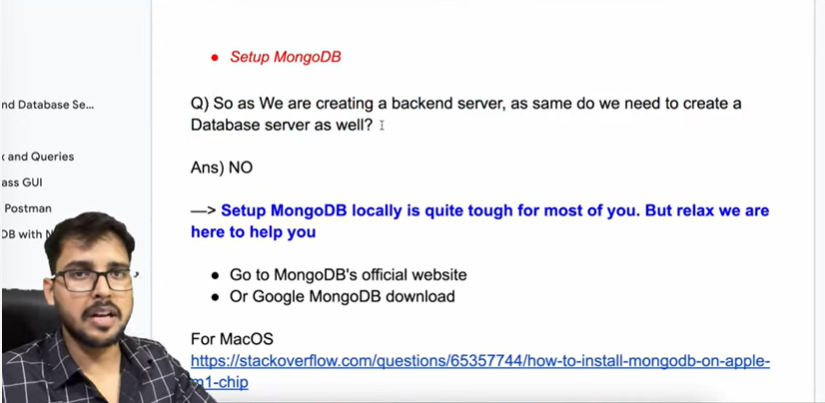 Setup MongoDB
nd Database Se...
Q) So as We are creating a backend server, as same do we need to create a
Database server as well?
and Queries
Ans) NO
ass GUI
Postman
—> Setup MongoDB locally is quite tough for most of you. But relax we are
here to help you
DB with
Go to MongoDB's official website
Or Google MongoDB download
For MacOS
https://stackoverflow.com/questions/65357744/how-to-install-mongodb-on-apple-
m1-chip